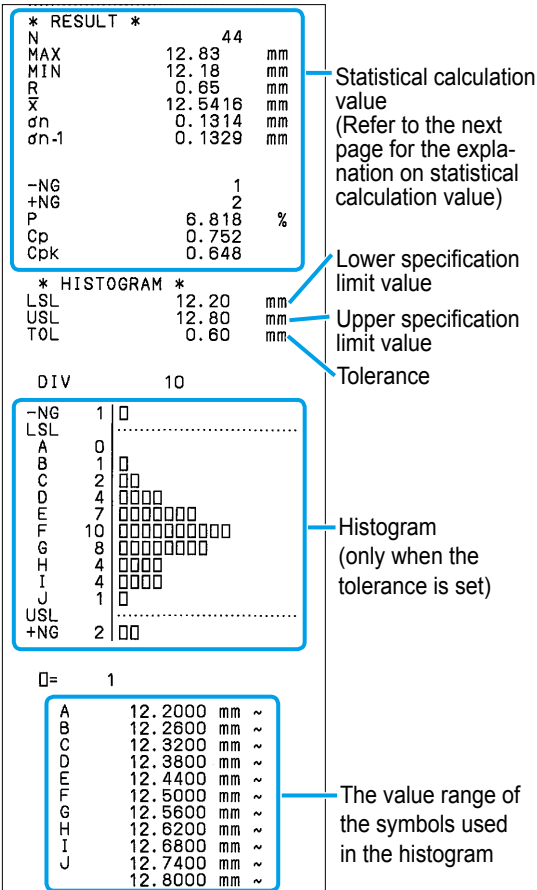 * RESULT *
N 44
MAX 12.83 mm
MIN 12.18 mm
R 0.65 mm
x̄ 12.5416 mm
σn 0.1314 mm
σn-1 0.1329 mm
-NG 1
+NG 2
P 6.818 %
Cp 0.752
Cpk 0.648
Statistical calculation
value
(Refer to the next
page for the expla-
nation on statistical
calculation value)
* HISTOGRAM *
LSL 12.20 mm
USL 12.80 mm
TOL 0.60 mm
Lower specification
limit value
Upper specification
limit value
Tolerance
DIV 10
-NG 1
LSL
A 0
B 1
C 2
D 4
E 7
F 10
G 8
H 4
I 4
J 1
USL
+NG 2
Histogram
(only when the
tolerance is set)
▯= 1
A 12.2000 mm ~
B 12.2600 mm ~
C 12.3200 mm ~
D 12.3800 mm ~
E 12.4400 mm ~
F 12.5000 mm ~
G 12.5600 mm ~
H 12.6200 mm ~
I 12.6800 mm ~
J 12.7400 mm ~
12.8000 mm ~
The value range of
the symbols used
in the histogram